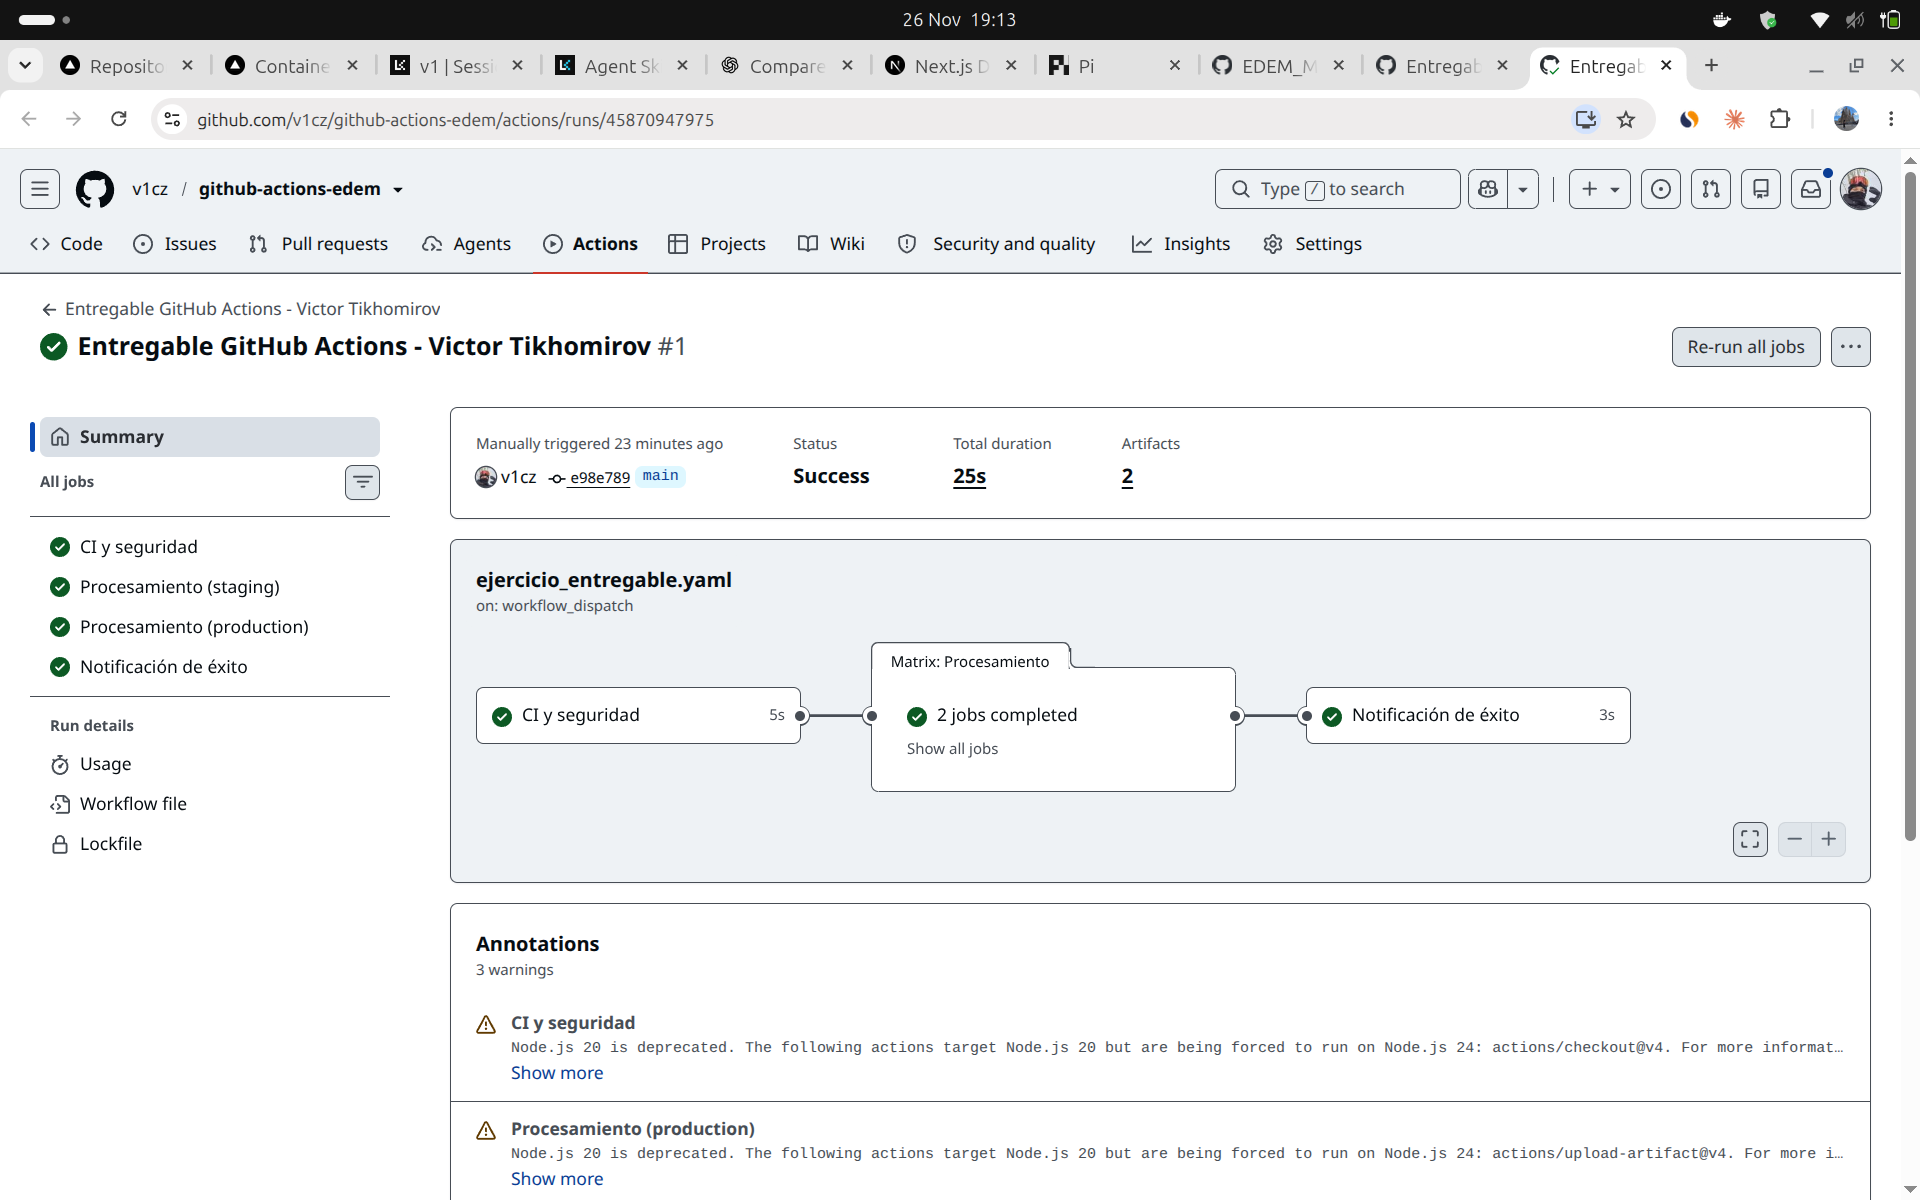 26 Nov 19:13
Reposito
Containe
v1 | Sessi
Agent Sk
Compare
Next.js D
Pi
EDEM_M
Entregab
Entregab
github.com/v1cz/github-actions-edem/actions/runs/45870947975
v1cz / github-actions-edem
Type / to search
Code
Issues
Pull requests
Agents
Actions
Projects
Wiki
Security and quality
Insights
Settings
Entregable GitHub Actions - Victor Tikhomirov
Entregable GitHub Actions - Victor Tikhomirov #1
Re-run all jobs
Summary
All jobs
CI y seguridad
Procesamiento (staging)
Procesamiento (production)
Notificación de éxito
Run details
Usage
Workflow file
Lockfile
Manually triggered 23 minutes ago
v1cz e98e789 main
Status
Success
Total duration
25s
Artifacts
2
ejercicio_entregable.yaml
on: workflow_dispatch
CI y seguridad 5s
Matrix: Procesamiento
2 jobs completed
Show all jobs
Notificación de éxito 3s
Annotations
3 warnings
CI y seguridad
Node.js 20 is deprecated. The following actions target Node.js 20 but are being forced to run on Node.js 24: actions/checkout@v4. For more informat…
Show more
Procesamiento (production)
Node.js 20 is deprecated. The following actions target Node.js 20 but are being forced to run on Node.js 24: actions/upload-artifact@v4. For more i…
Show more